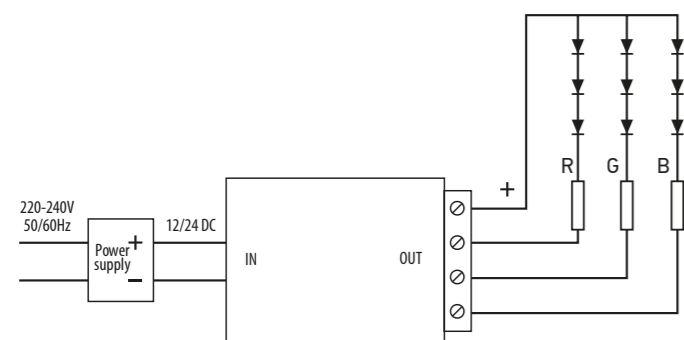 R G B
+
220-240V
50/60Hz
12/24 DC
Power +
supply
−
IN
OUT